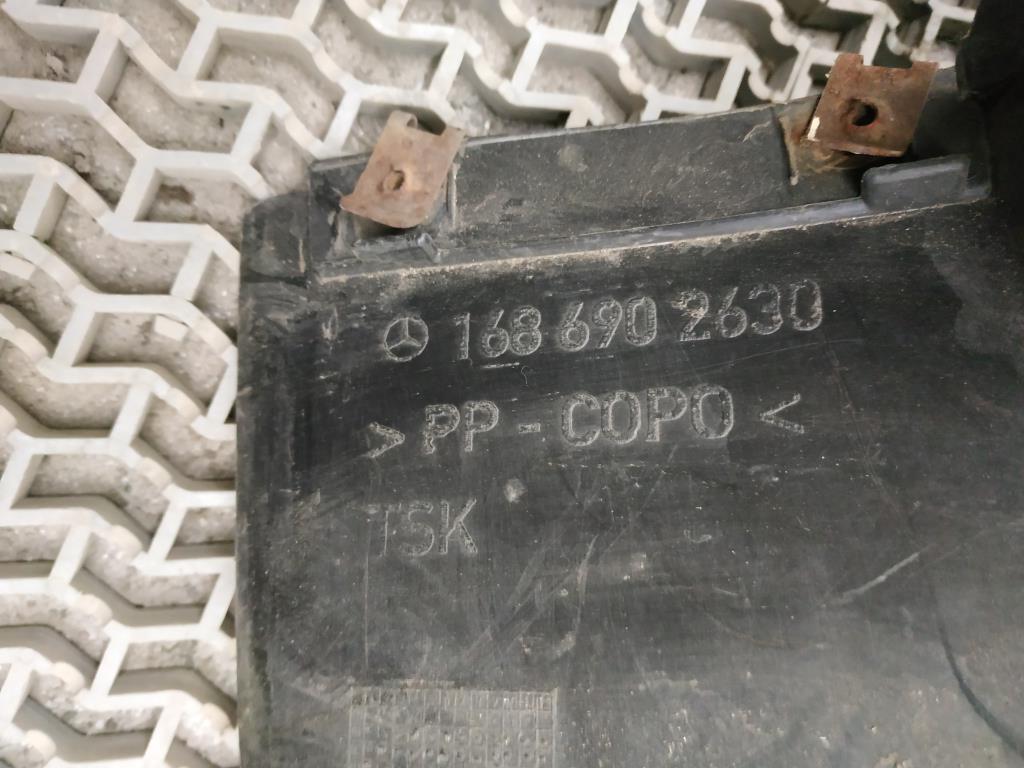 168 690 2630
> PP - COPO <
TSK